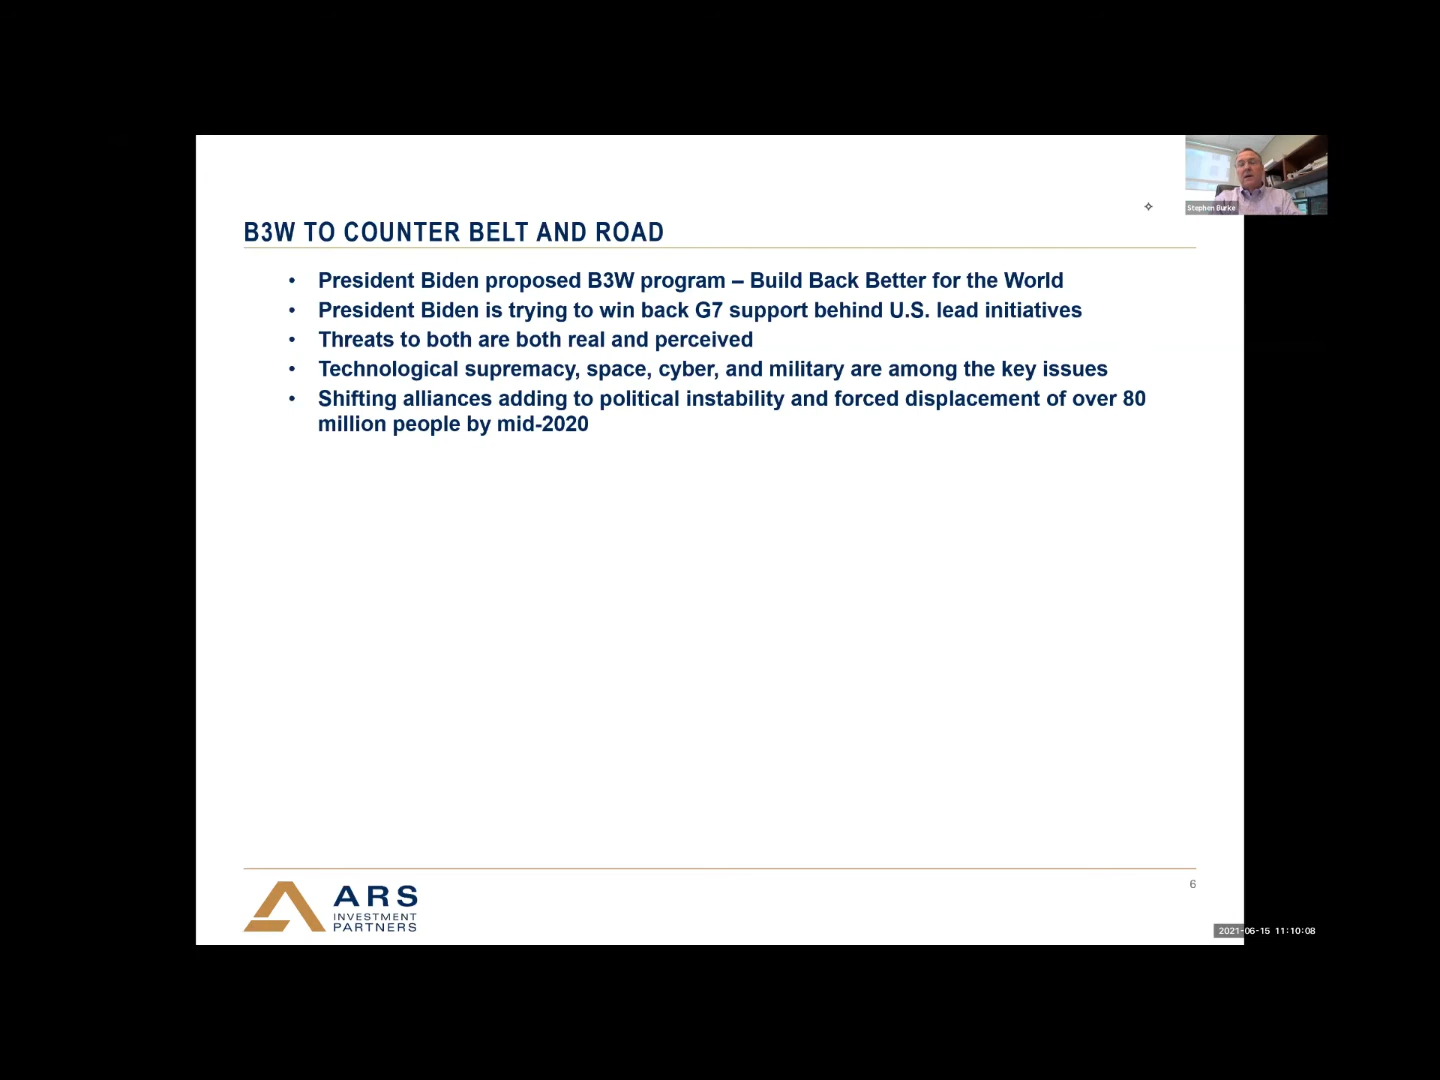 Stephen Burke
B3W TO COUNTER BELT AND ROAD
• President Biden proposed B3W program – Build Back Better for the World
• President Biden is trying to win back G7 support behind U.S. lead initiatives
• Threats to both are both real and perceived
• Technological supremacy, space, cyber, and military are among the key issues
• Shifting alliances adding to political instability and forced displacement of over 80
million people by mid-2020
ARS
INVESTMENT
PARTNERS
6
2021-06-15 11:10:08